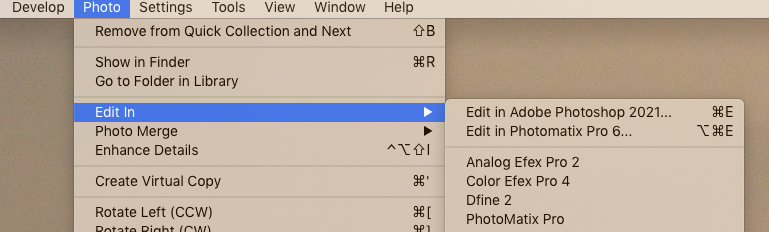 Develop Photo Settings Tools View Window Help
Remove from Quick Collection and Next ⇧B
Show in Finder ⌘R
Go to Folder in Library
Edit In ▶
Photo Merge ▶
Enhance Details ^⌥⇧I
Create Virtual Copy ⌘'
Rotate Left (CCW) ⌘[
Rotate Right (CW) ⌘]
Edit in Adobe Photoshop 2021... ⌘E
Edit in Photomatix Pro 6... ⌥⌘E
Analog Efex Pro 2
Color Efex Pro 4
Dfine 2
PhotoMatix Pro